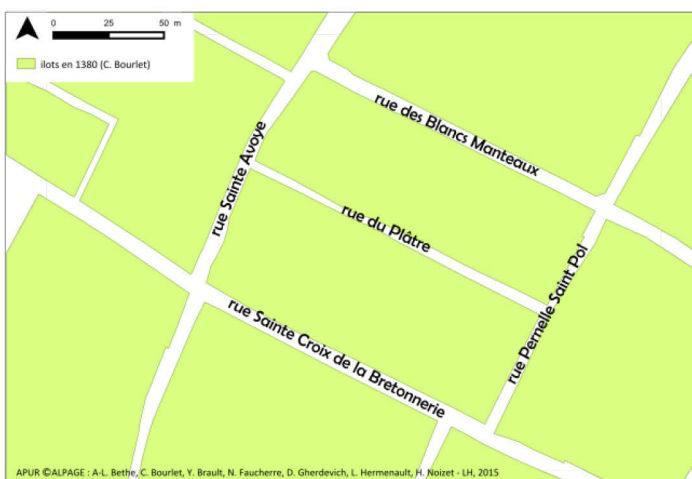 0 25 50 m
ilots en 1380 (C. Bourlet)
rue des Blancs Manteaux
rue Sainte Avoye
rue du Plâtre
rue Pernelle Saint Pol
rue Sainte Croix de la Bretonnerie
APUR ©ALPAGE : A-L. Bethe, C. Bourlet, Y. Brault, N. Faucherre, D. Gherdevich, L. Hermenault, H. Noizet - LH, 2015